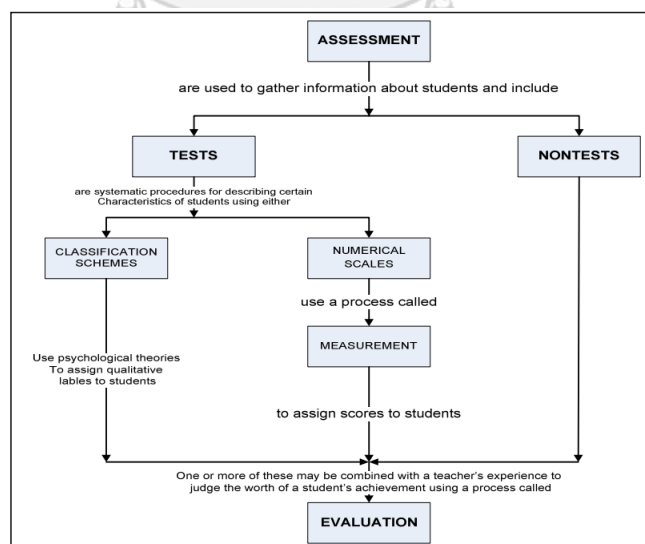 ASSESSMENT
are used to gather information about students and include
TESTS
NONTESTS
are systematic procedures for describing certain
Characteristics of students using either
CLASSIFICATION
SCHEMES
NUMERICAL
SCALES
use a process called
MEASUREMENT
Use psychological theories
To assign qualitative
lables to students
to assign scores to students
One or more of these may be combined with a teacher's experience to
judge the worth of a student's achievement using a process called
EVALUATION